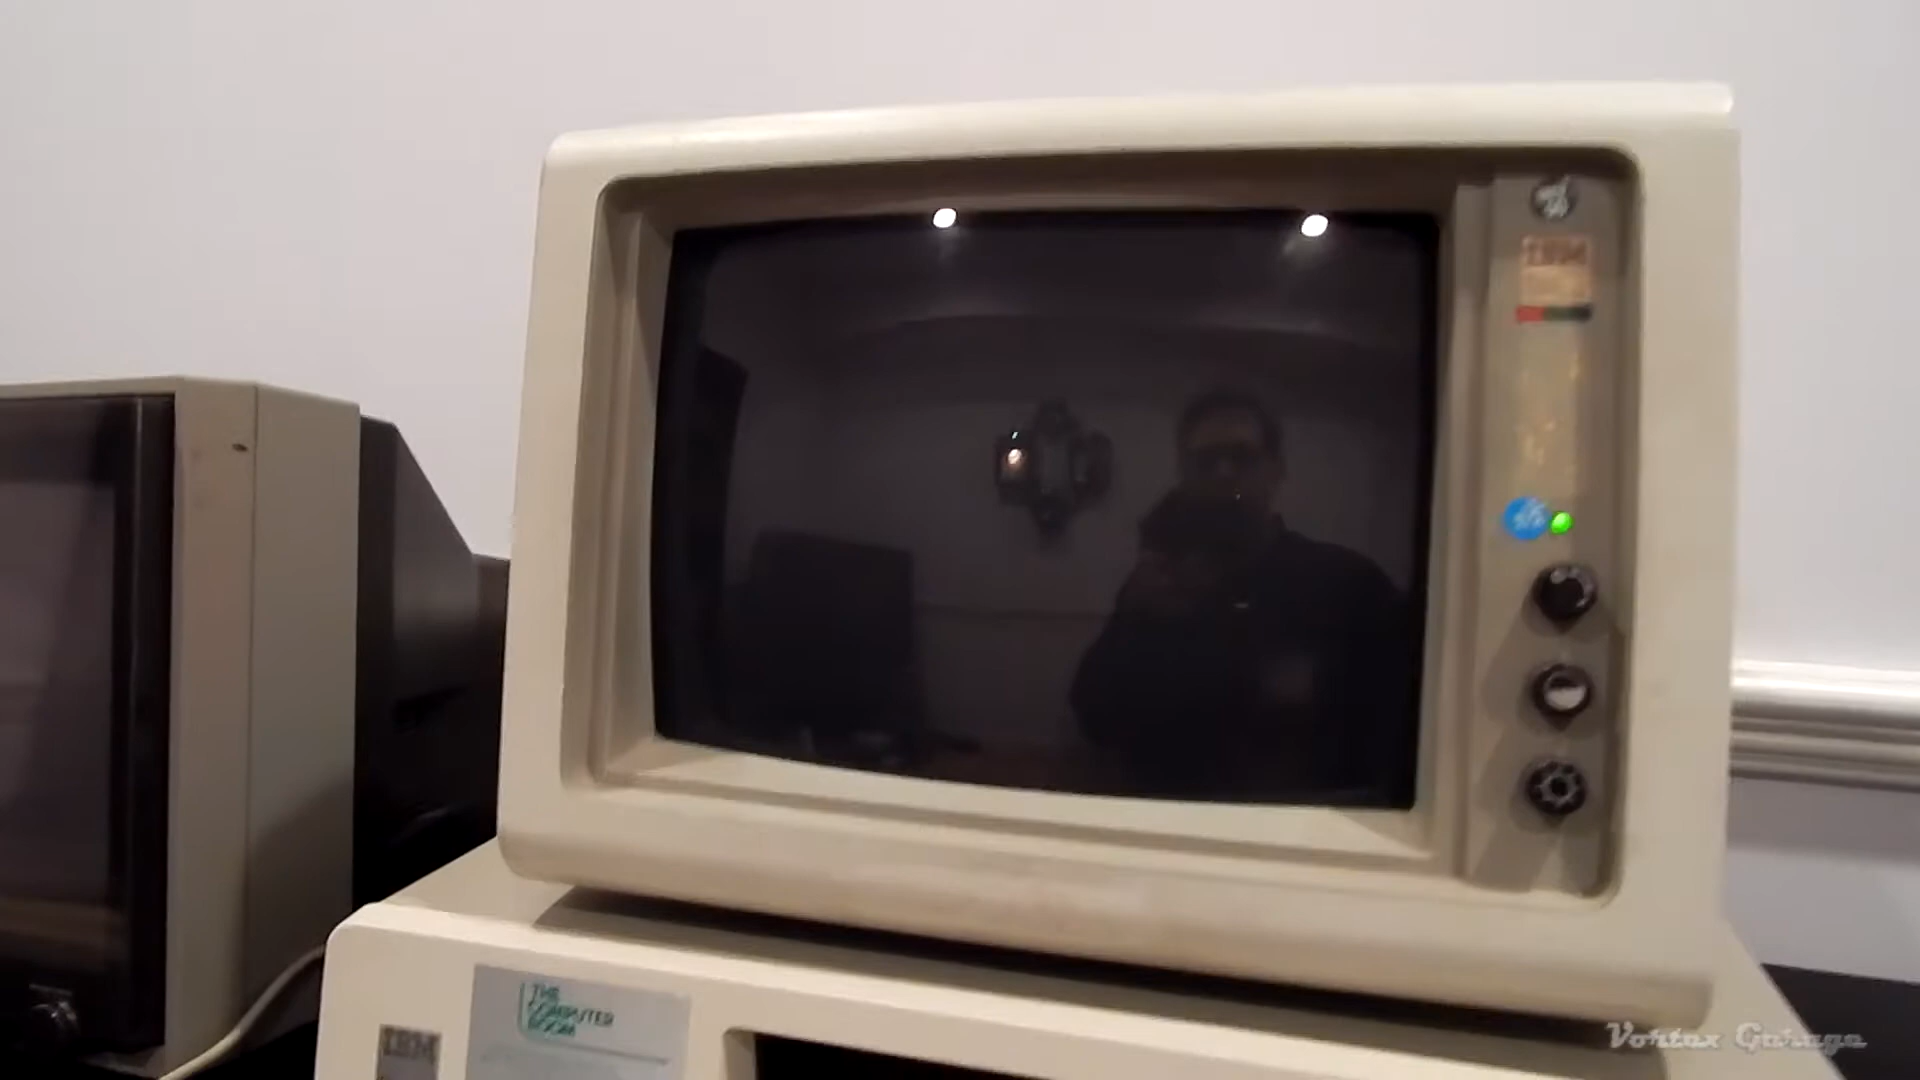 IBM
THE
COMPUTER
ROOM
IBM
Vortex Garage